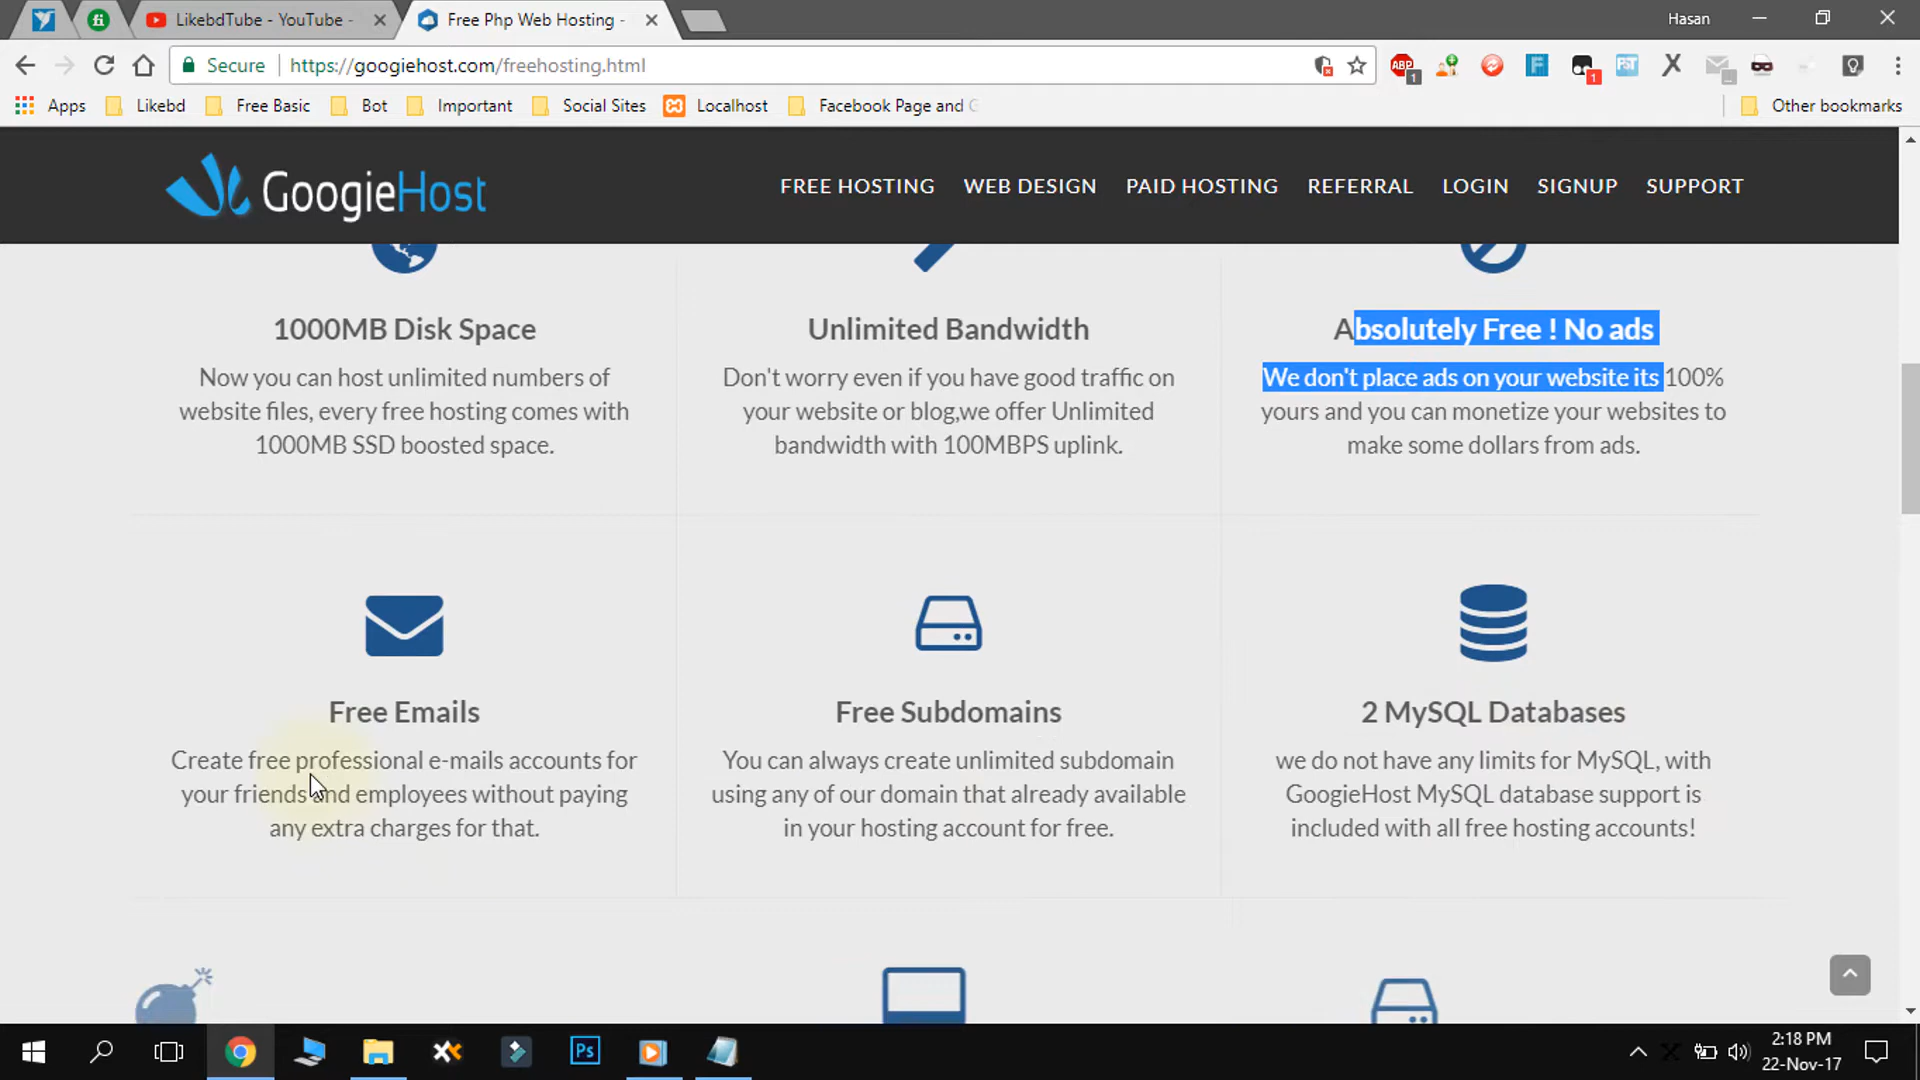 LikebdTube - YouTube -
Free Php Web Hosting -
Hasan
Secure
https://googiehost.com/freehosting.html
ABP
1
1
Apps
Likebd
Free Basic
Bot
Important
Social Sites
Localhost
Facebook Page and G
Other bookmarks
GoogieHost
FREE HOSTING
WEB DESIGN
PAID HOSTING
REFERRAL
LOGIN
SIGNUP
SUPPORT
1000MB Disk Space
Now you can host unlimited numbers of
website files, every free hosting comes with
1000MB SSD boosted space.
Unlimited Bandwidth
Don't worry even if you have good traffic on
your website or blog,we offer Unlimited
bandwidth with 100MBPS uplink.
Absolutely Free ! No ads
We don't place ads on your website its 100%
yours and you can monetize your websites to
make some dollars from ads.
Free Emails
Create free professional e-mails accounts for
your friends and employees without paying
any extra charges for that.
Free Subdomains
You can always create unlimited subdomain
using any of our domain that already available
in your hosting account for free.
2 MySQL Databases
we do not have any limits for MySQL, with
GoogieHost MySQL database support is
included with all free hosting accounts!
Ps
2:18 PM
22-Nov-17